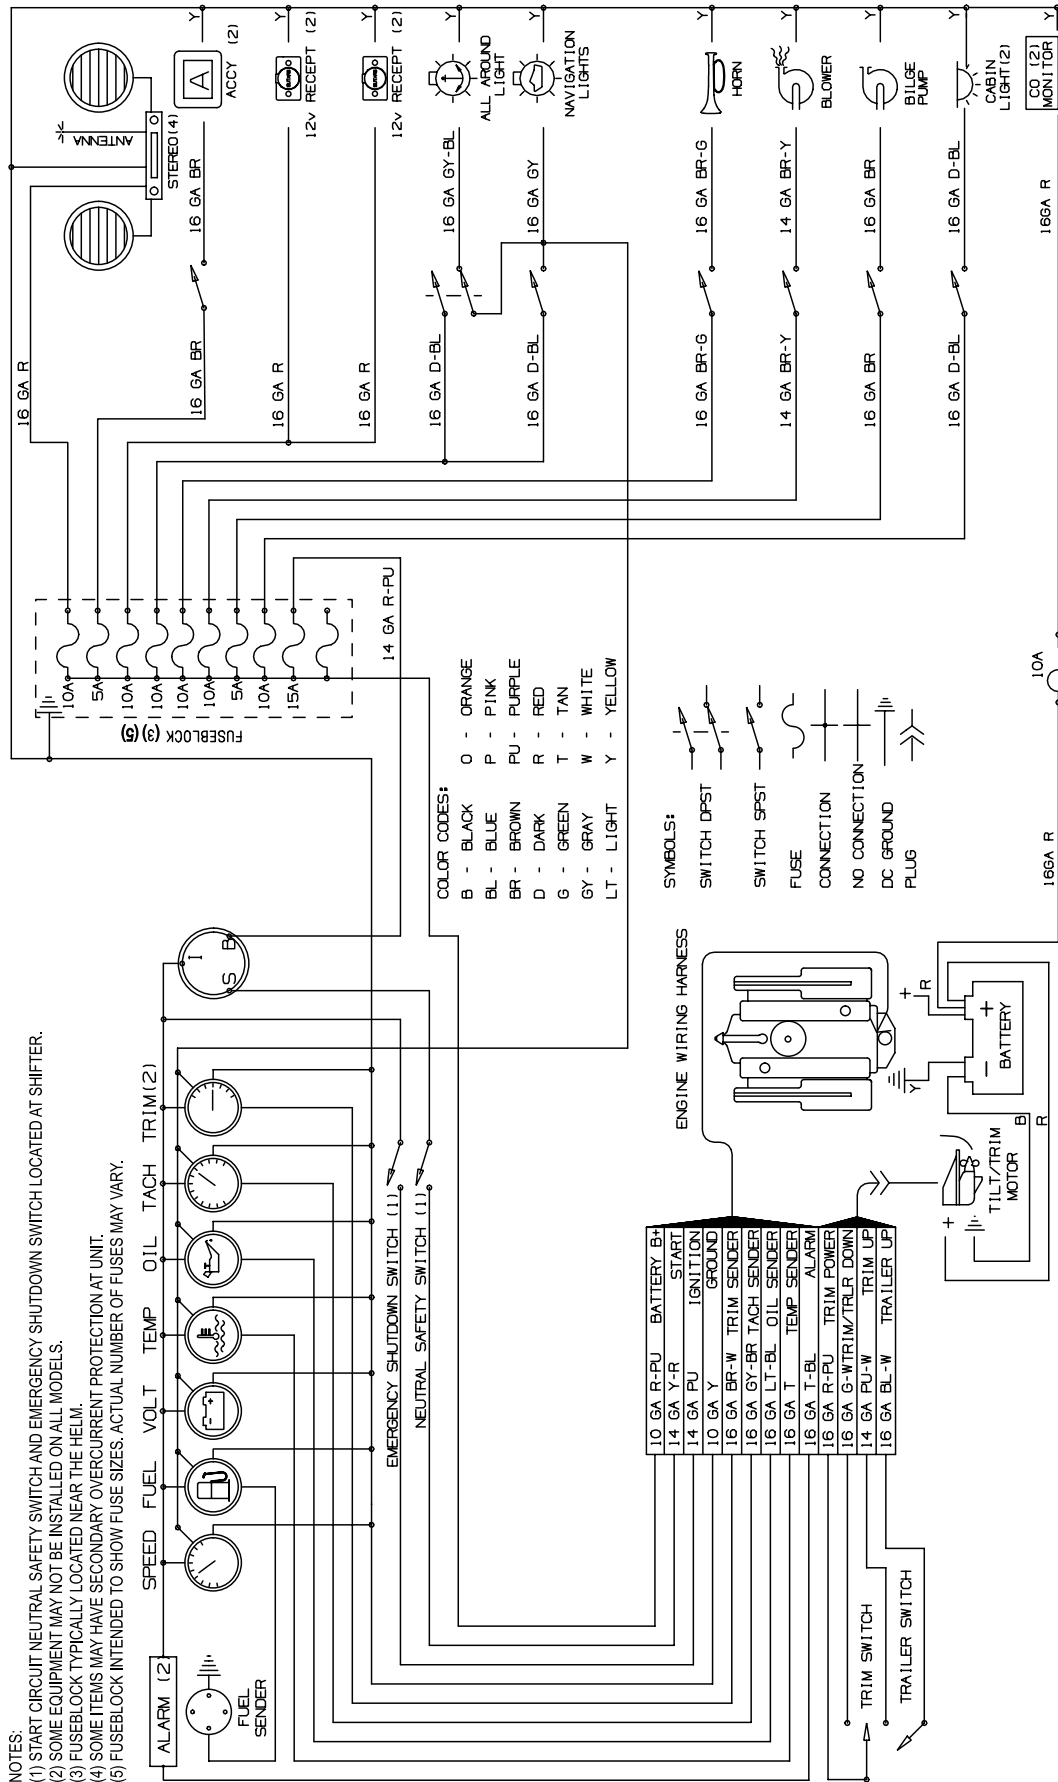 NOTES:
(1) START CIRCUIT NEUTRAL SAFETY SWITCH AND EMERGENCY SHUTDOWN SWITCH LOCATED AT SHIFTER.
(2) SOME EQUIPMENT MAY NOT BE INSTALLED ON ALL MODELS.
(3) FUSEBLOCK TYPICALLY LOCATED NEAR THE HELM.
(4) SOME ITEMS MAY HAVE SECONDARY OVERCURRENT PROTECTION AT UNIT.
(5) FUSEBLOCK INTENDED TO SHOW FUSE SIZES. ACTUAL NUMBER OF FUSES MAY VARY.
ALARM (2)
FUEL
SENDER
SPEED
FUEL
VOLT
TEMP
OIL
TACH
TRIM(2)
I
S
B
EMERGENCY SHUTDOWN SWITCH (1)
NEUTRAL SAFETY SWITCH (1)
FUSEBLOCK (3) (5)
10A
5A
10A
10A
10A
10A
5A
10A
15A
14 GA R-PU
16 GA R
ANTENNA
STEREO(4)
16 GA BR
16 GA BR
A
ACCY (2)
Y
16 GA R
12v RECEPT (2)
Y
16 GA R
12v RECEPT (2)
Y
16 GA D-BL
16 GA GY-BL
ALL AROUND
LIGHT
Y
16 GA D-BL
16 GA GY
NAVIGATION
LIGHTS
Y
16 GA BR-G
16 GA BR-G
HORN
Y
14 GA BR-Y
14 GA BR-Y
BLOWER
Y
16 GA BR
16 GA BR
BILGE
PUMP
Y
16 GA D-BL
16 GA D-BL
CABIN
LIGHT(2)
Y
CO (2)
MONITOR
Y
16GA R
10A
16GA R
COLOR CODES:
B - BLACK O - ORANGE
BL - BLUE P - PINK
BR - BROWN PU - PURPLE
D - DARK R - RED
G - GREEN T - TAN
GY - GRAY W - WHITE
LT - LIGHT Y - YELLOW
SYMBOLS:
SWITCH DPST
SWITCH SPST
FUSE
CONNECTION
NO CONNECTION
DC GROUND
PLUG
ENGINE WIRING HARNESS
10 GA R-PU BATTERY B+
14 GA Y-R START
14 GA PU IGNITION
10 GA Y GROUND
16 GA BR-W TRIM SENDER
16 GA GY-BR TACH SENDER
16 GA LT-BL OIL SENDER
16 GA T TEMP SENDER
16 GA T-BL ALARM
16 GA R-PU TRIM POWER
16 GA G-WTRIM/TRLR DOWN
14 GA PU-W TRIM UP
16 GA BL-W TRAILER UP
TRIM SWITCH
TRAILER SWITCH
TILT/TRIM
MOTOR
+
Y
- +
BATTERY
+
R
B
R